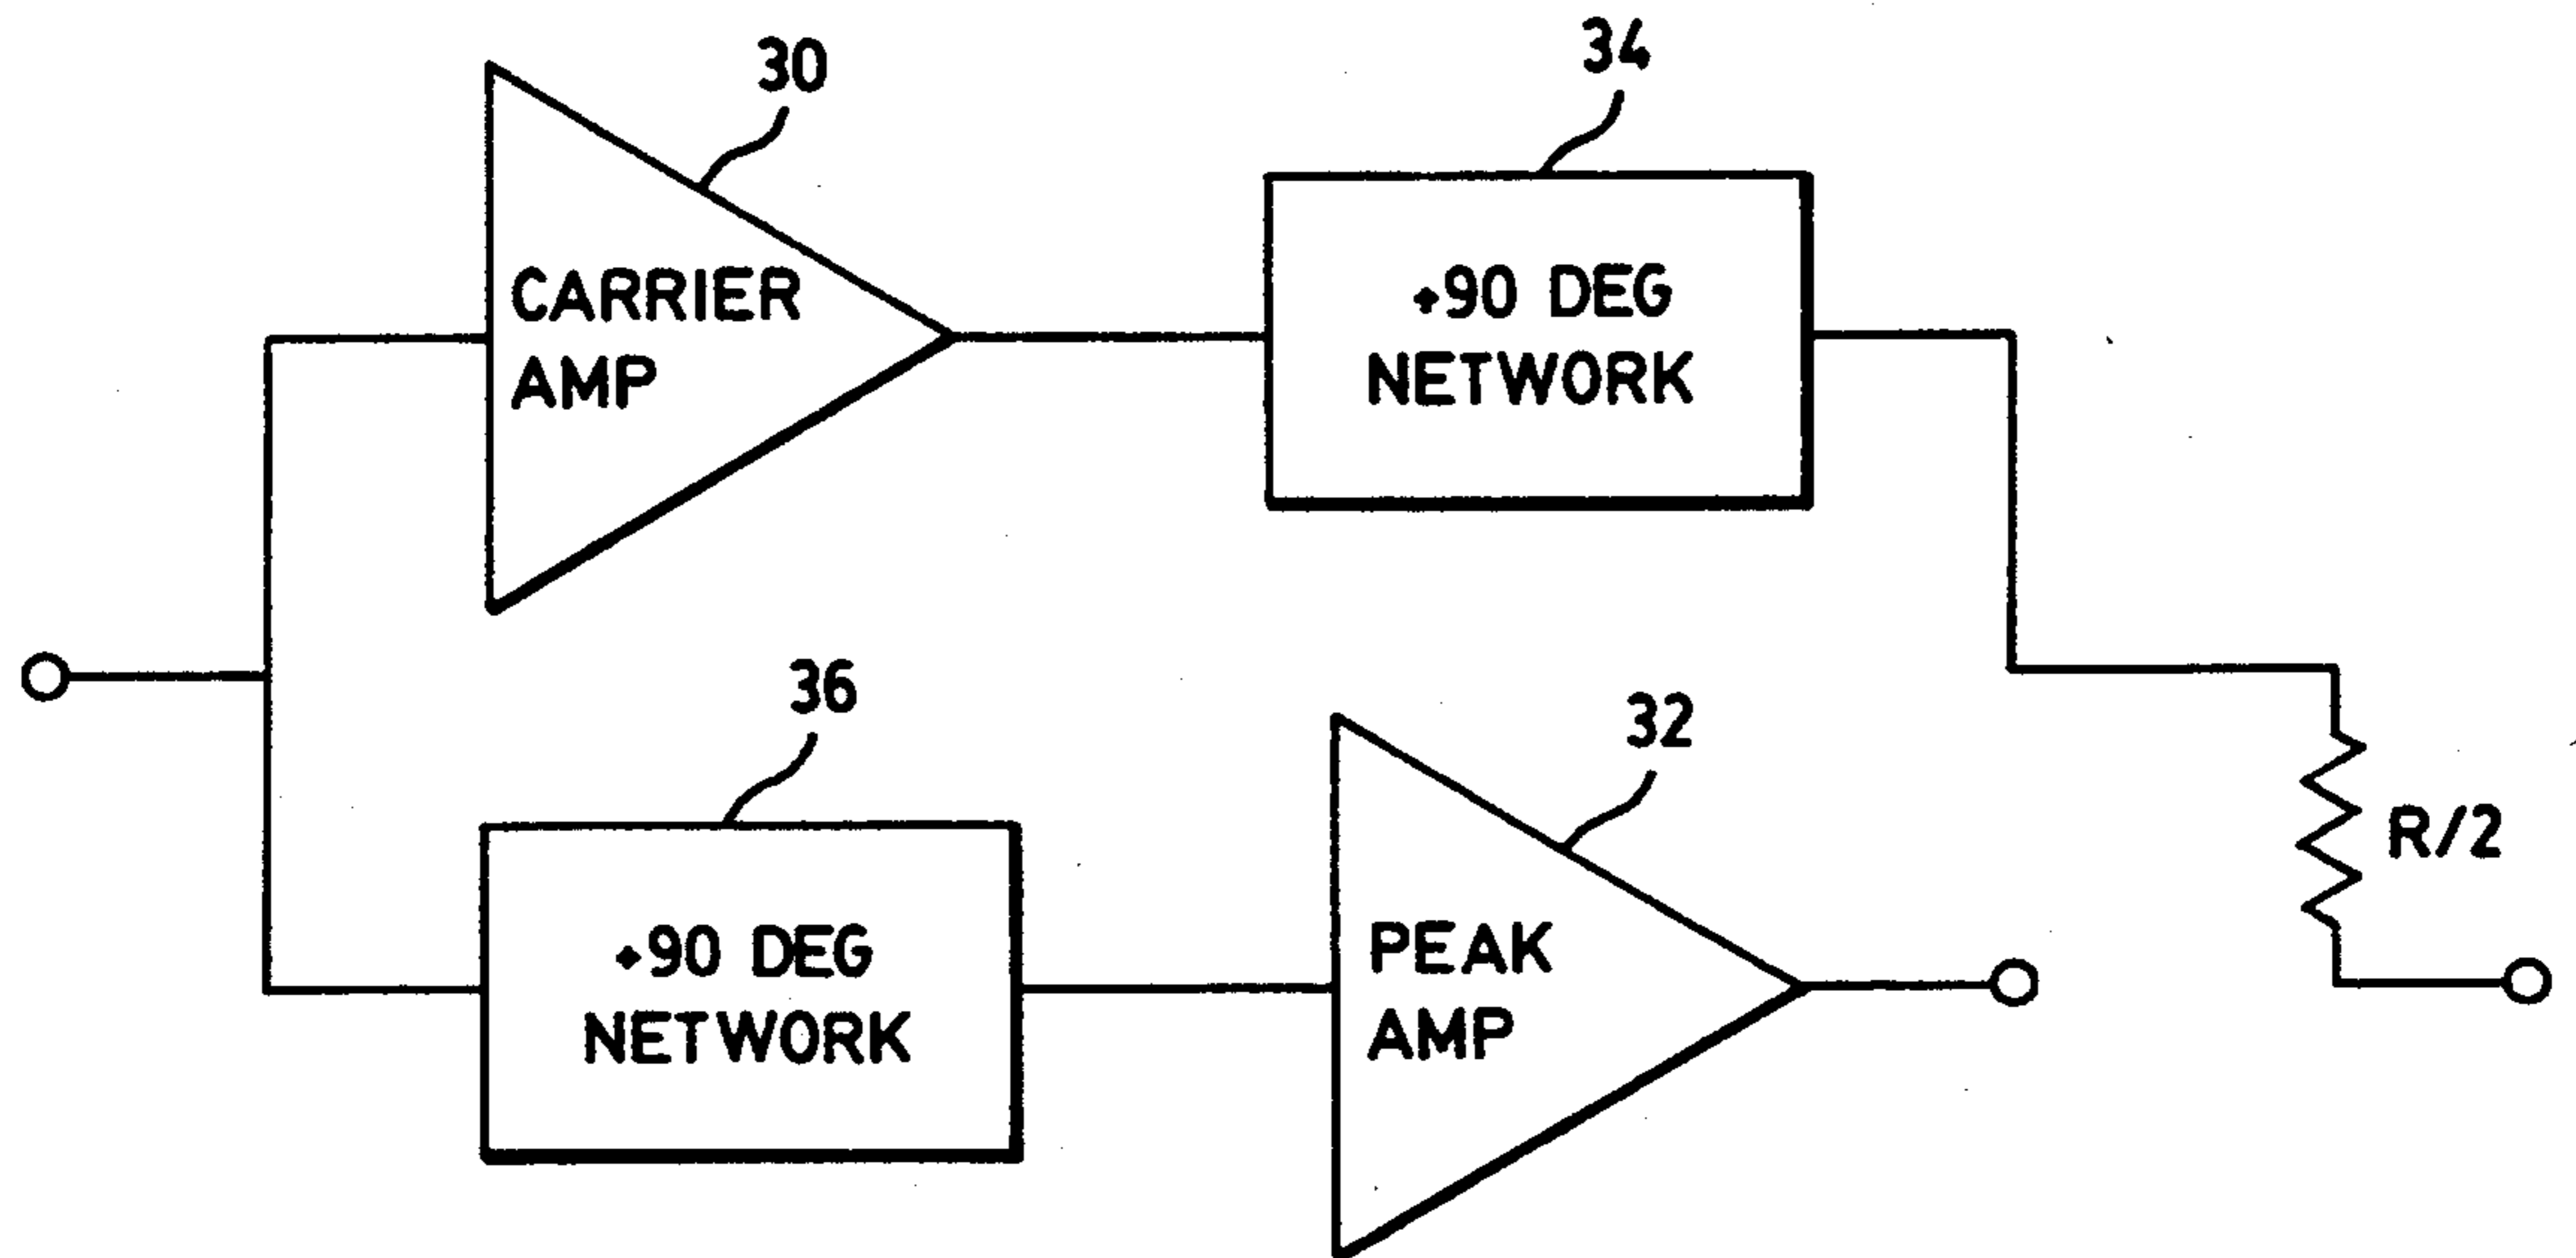 30
CARRIER
AMP
34
+90 DEG
NETWORK
36
+90 DEG
NETWORK
32
PEAK
AMP
R/2